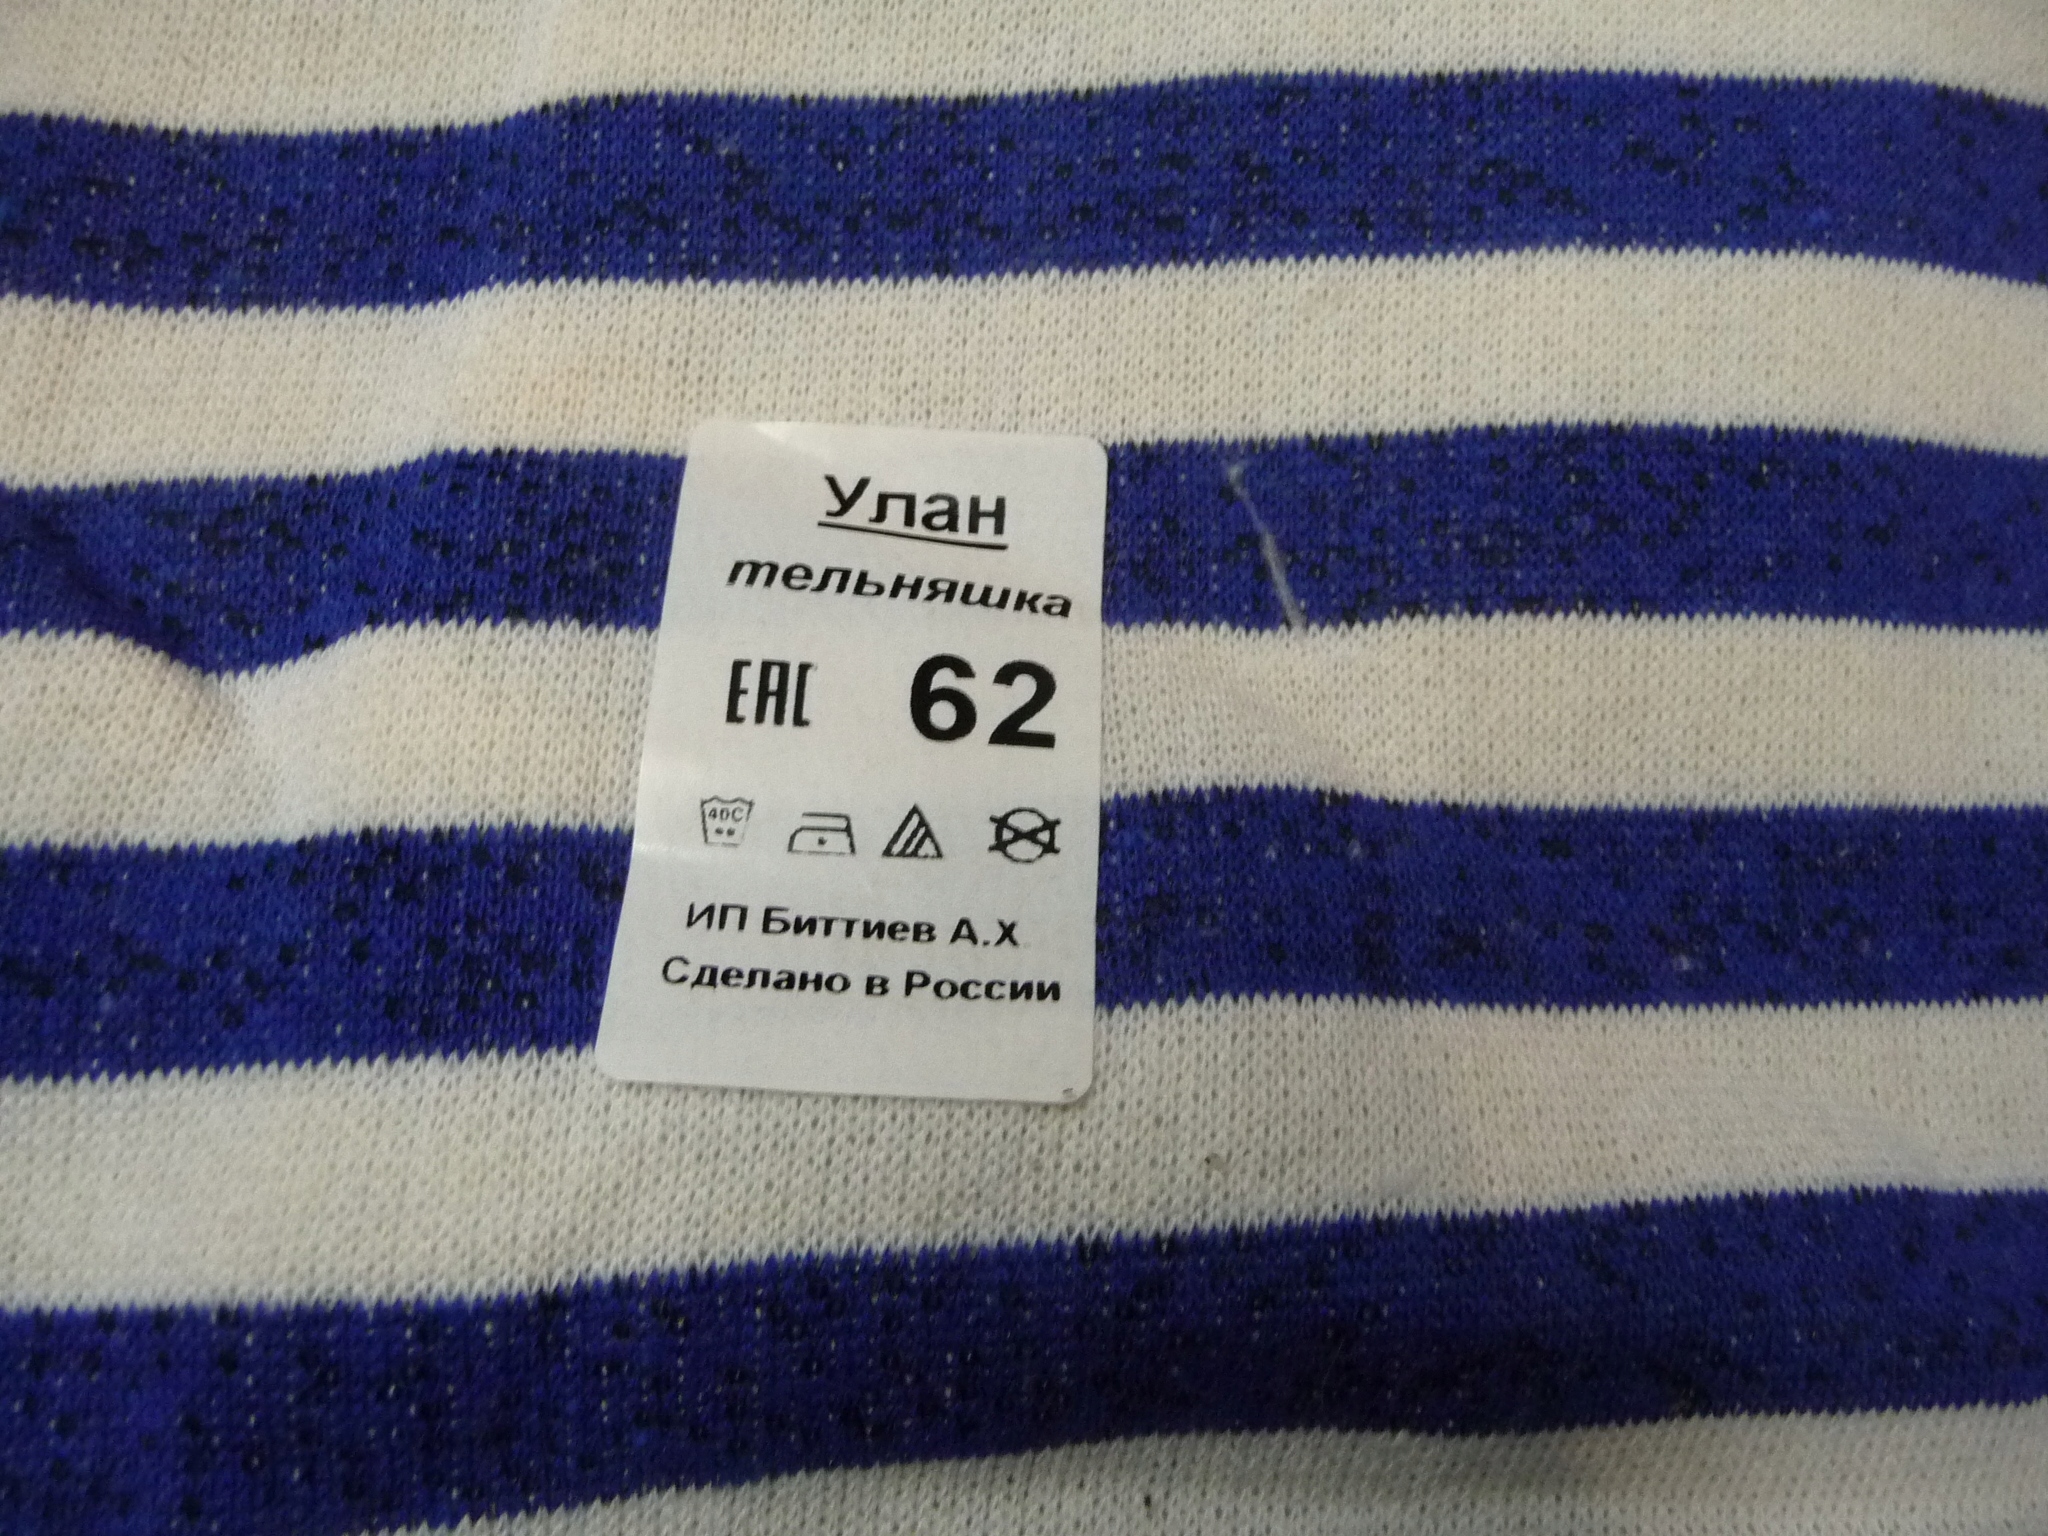 Улан
тельняшка
ЕАС 62
40С
ИП Биттиев А.Х
Сделано в России